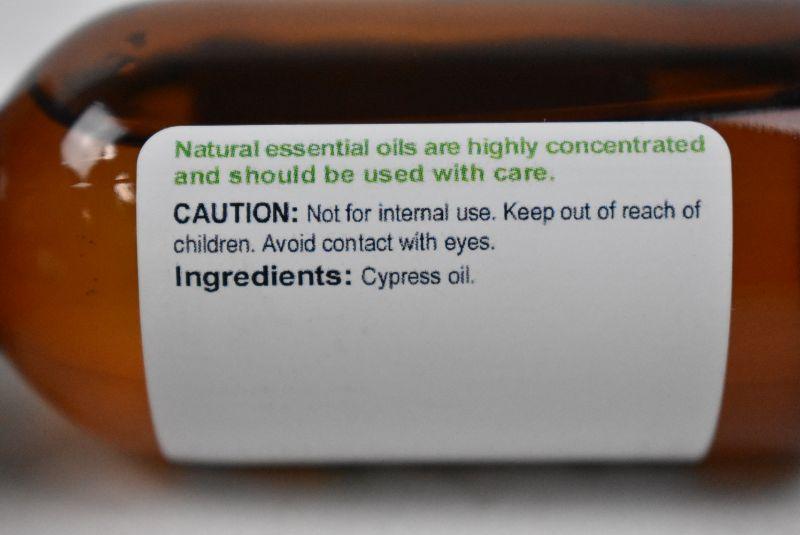 Natural essential oils are highly concentrated
and should be used with care.
CAUTION: Not for internal use. Keep out of reach of
children. Avoid contact with eyes.
Ingredients: Cypress oil.